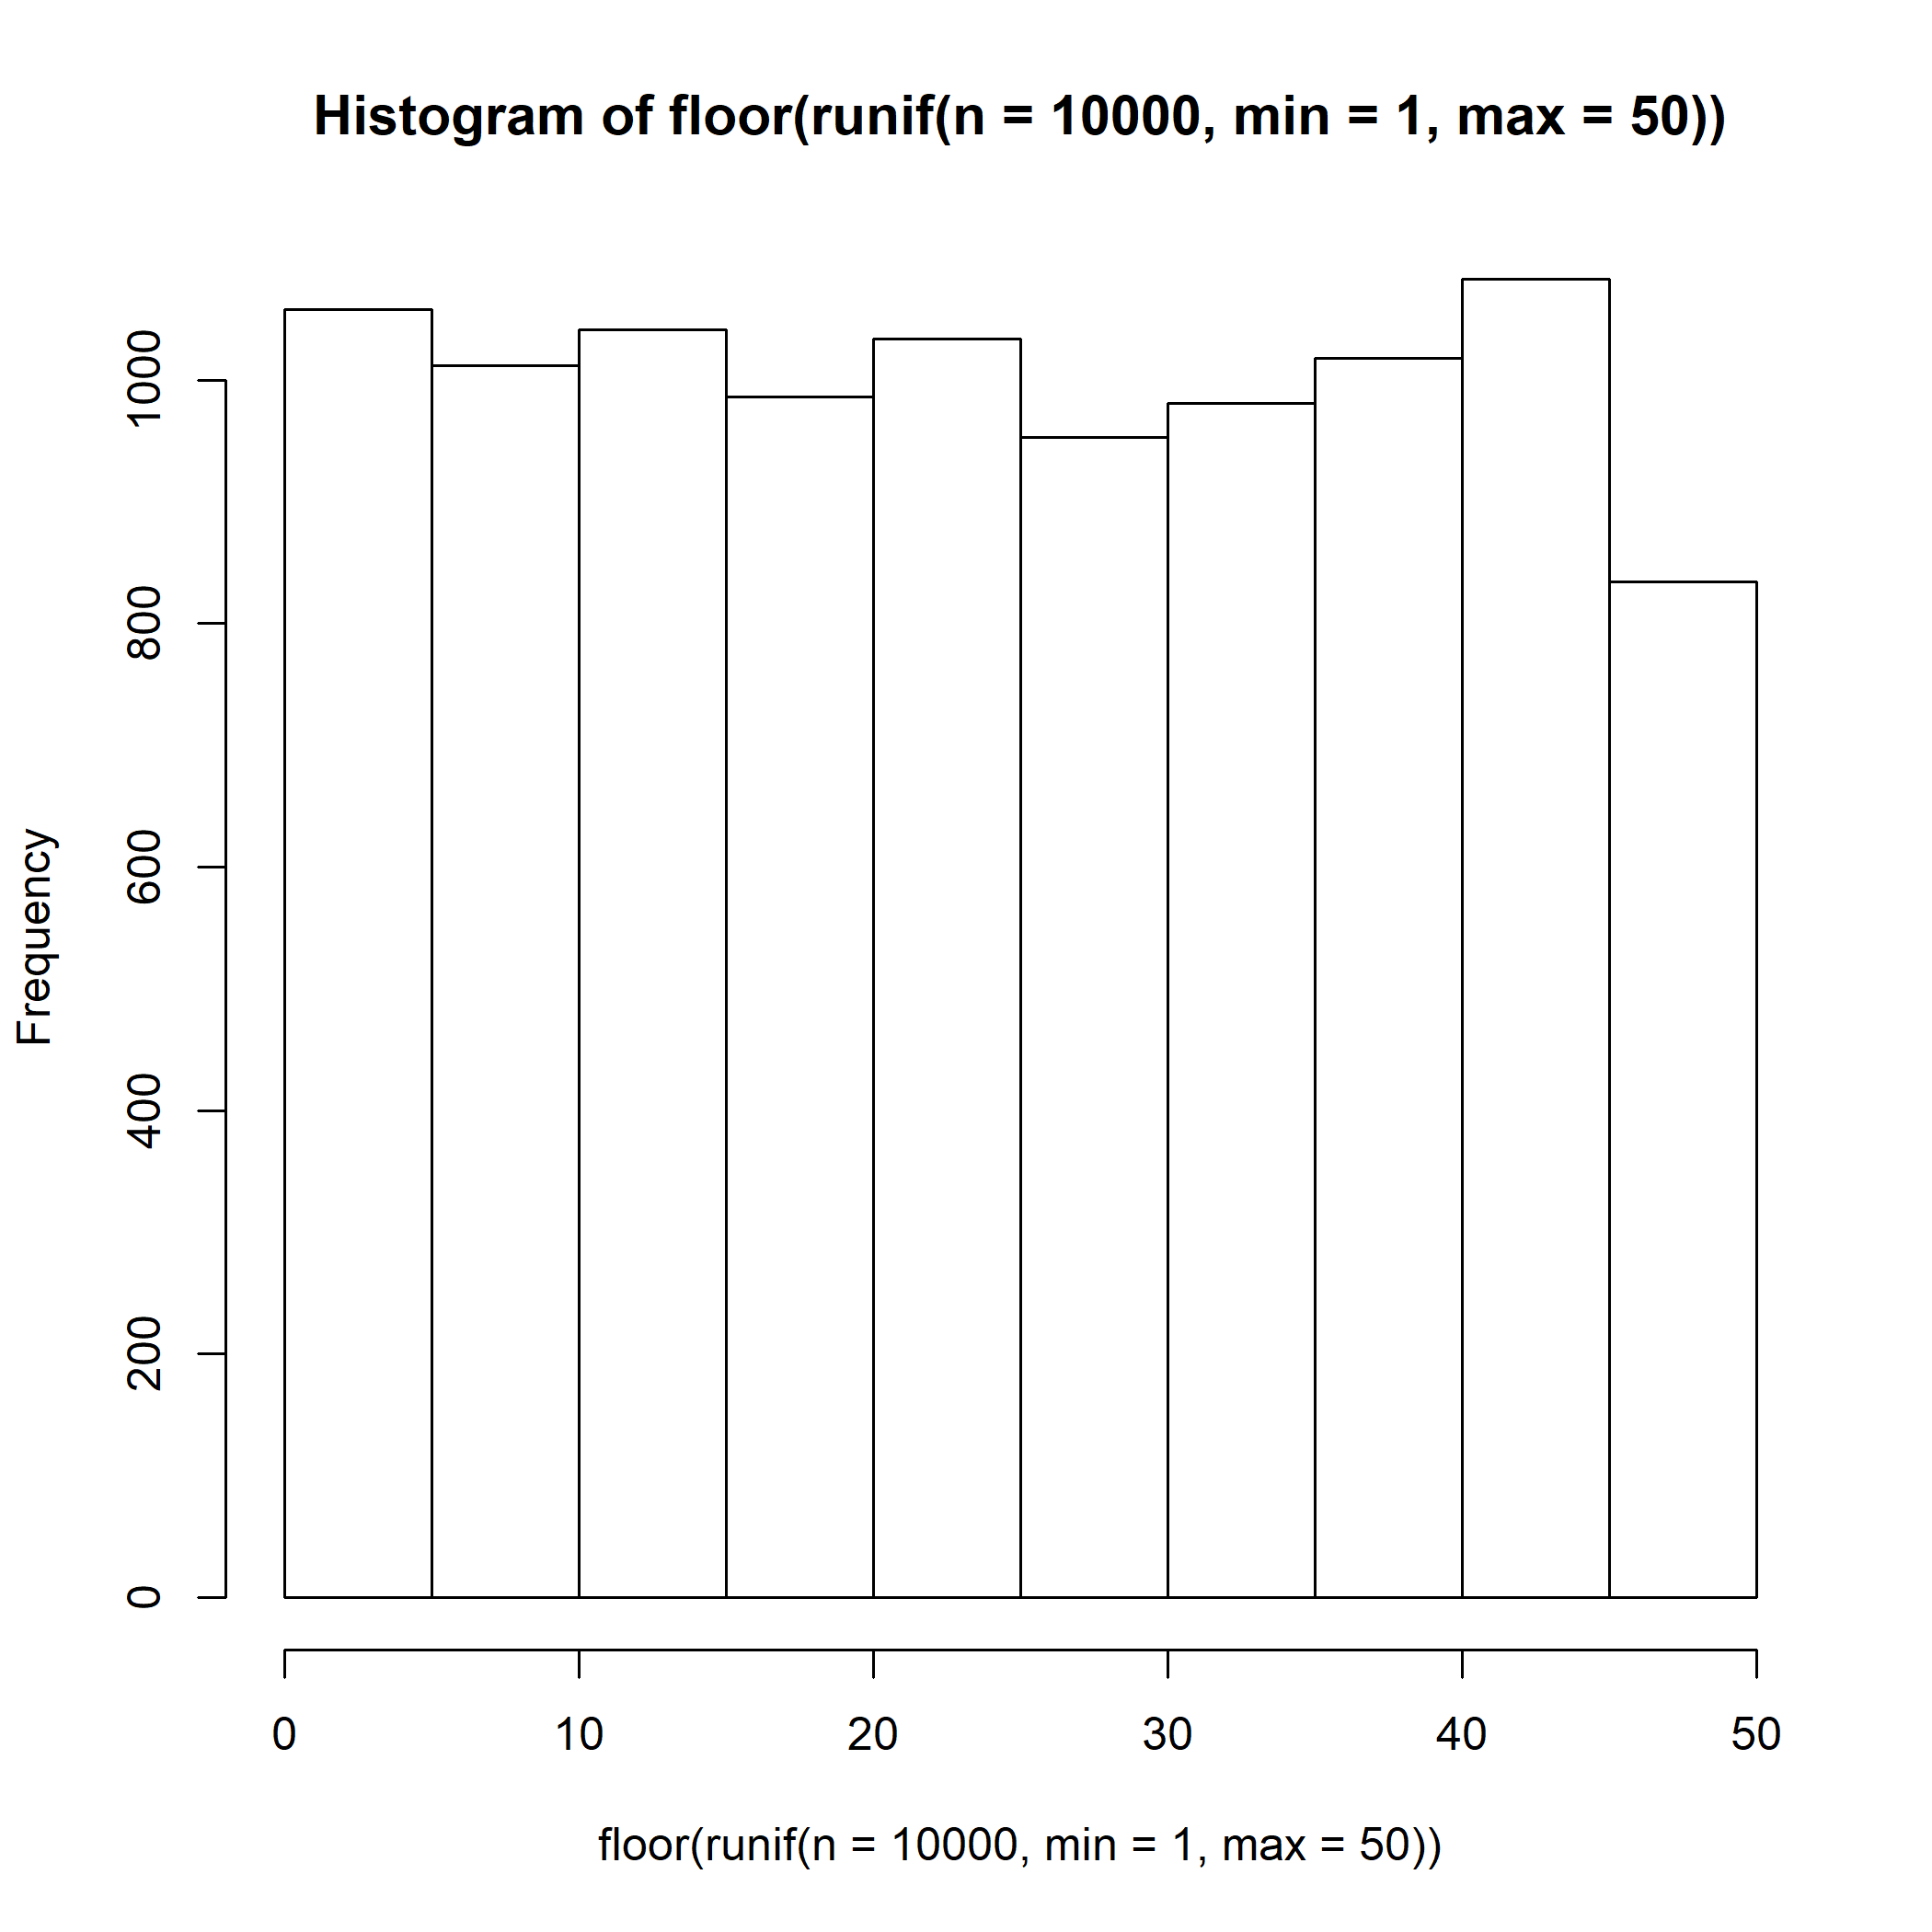 Histogram of floor(runif(n = 10000, min = 1, max = 50))
Frequency
1000
800
600
400
200
0
0 10 20 30 40 50
floor(runif(n = 10000, min = 1, max = 50))